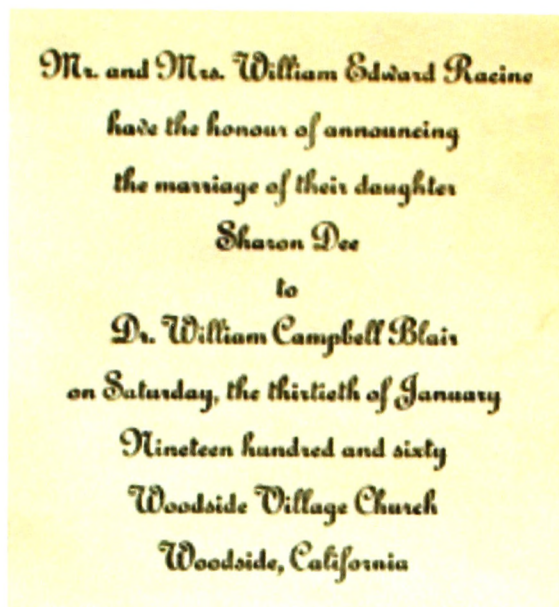 Mr. and Mrs. William Edward Racine
have the honour of announcing
the marriage of their daughter
Sharon Dee
to
Dr. William Campbell Blair
on Saturday, the thirtieth of January
Nineteen hundred and sixty
Woodside Village Church
Woodside, California